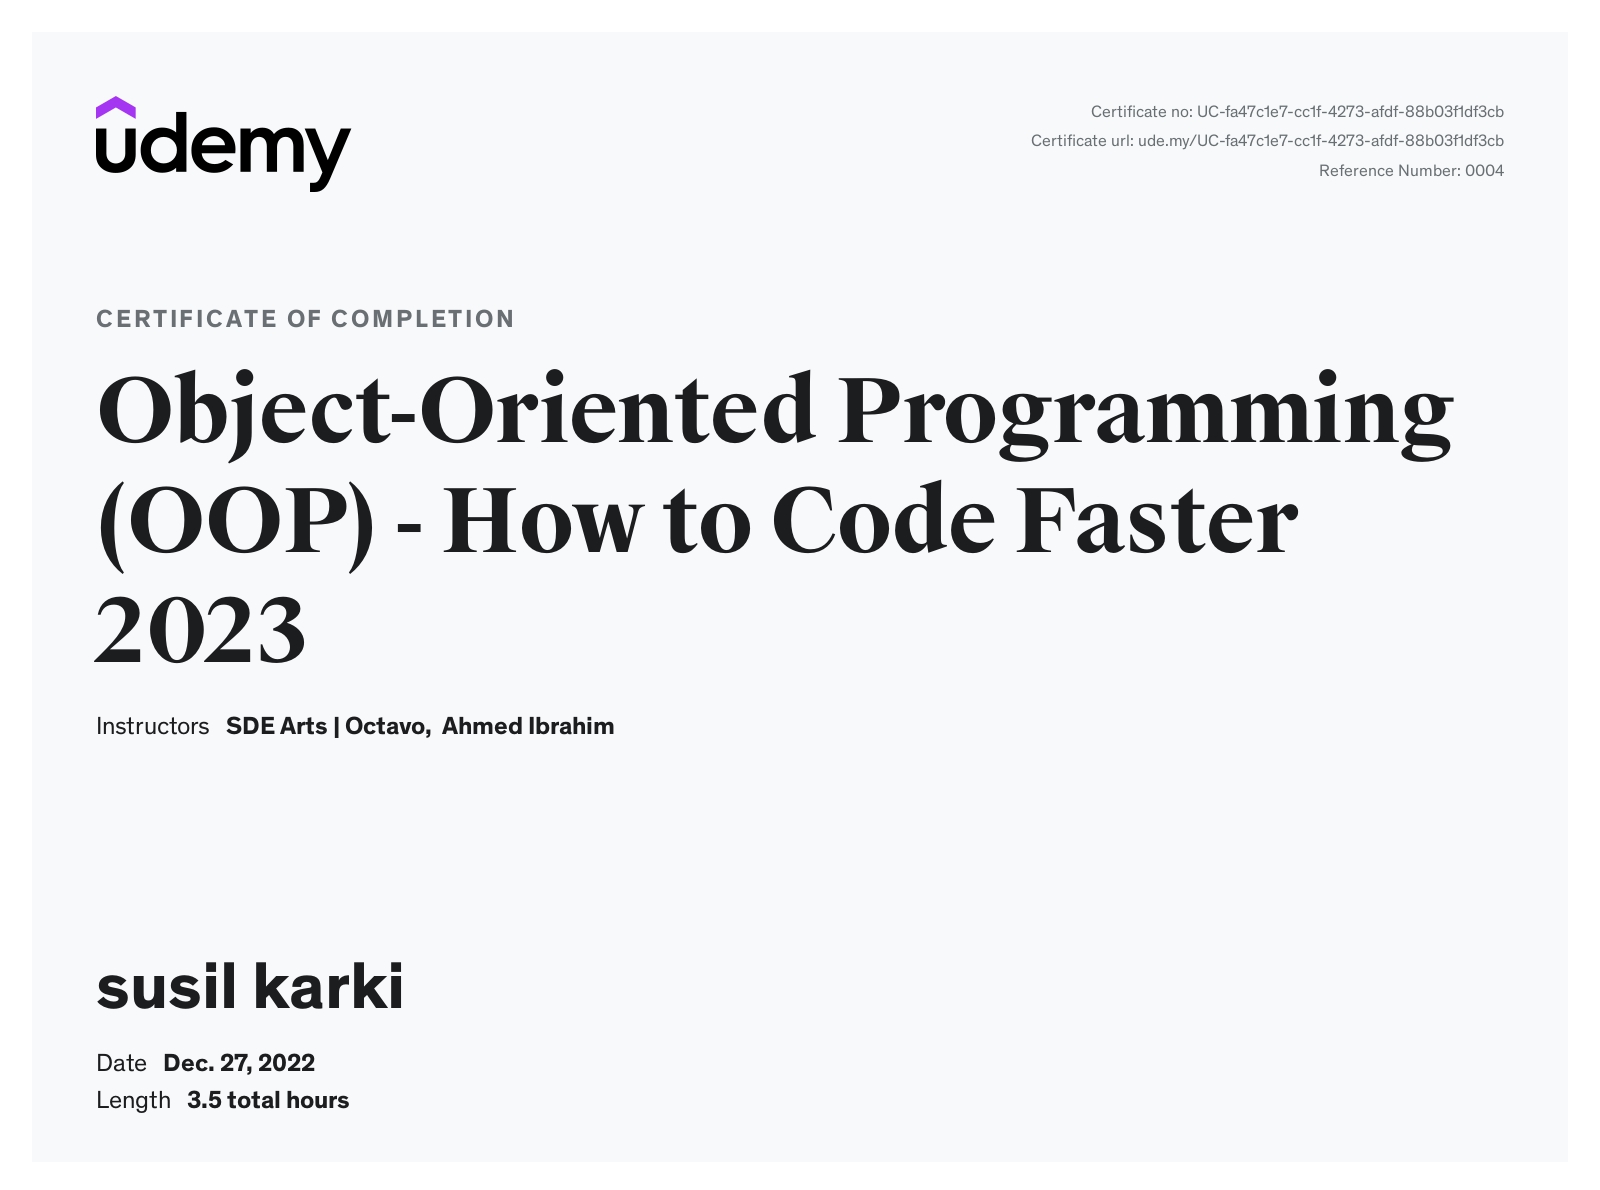 udemy
Certificate no: UC-fa47c1e7-cc1f-4273-afdf-88b03f1df3cb
Certificate url: ude.my/UC-fa47c1e7-cc1f-4273-afdf-88b03f1df3cb
Reference Number: 0004
CERTIFICATE OF COMPLETION
Object-Oriented Programming
(OOP) - How to Code Faster
2023
Instructors SDE Arts | Octavo, Ahmed Ibrahim
susil karki
Date Dec. 27, 2022
Length 3.5 total hours